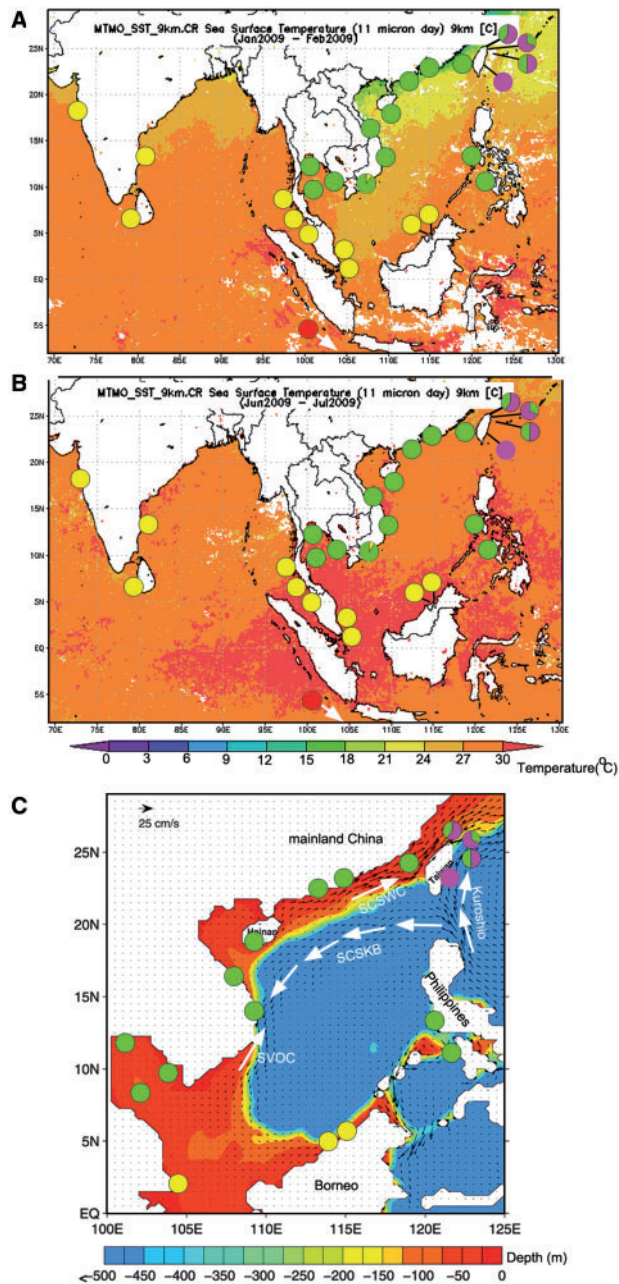 A
MTMO_SST_9km.CR Sea Surface Temperature (11 micron day) 9km [C]
(Jan2009 - Feb2009)
25N
20N
15N
10N
5N
EQ
5S
70E 75E 80E 85E 90E 95E 100E 105E 110E 115E 120E 125E 130E
B
MTMO_SST_9km.CR Sea Surface Temperature (11 micron day) 9km [C]
(Jun2009 - Jul2009)
25N
20N
15N
10N
5N
EQ
5S
70E 75E 80E 85E 90E 95E 100E 105E 110E 115E 120E 125E 130E
0 3 6 9 12 15 18 21 24 27 30
Temperature(°C)
C
25 cm/s
mainland China
25N
Taiwan
SCSWC
Kuroshio
20N
Hainan
SCSKB
Philippines
15N
10N
SVOC
5N
Borneo
EQ
100E 105E 110E 115E 120E 125E
Depth (m)
<-500 -450 -400 -350 -300 -250 -200 -150 -100 -50 0